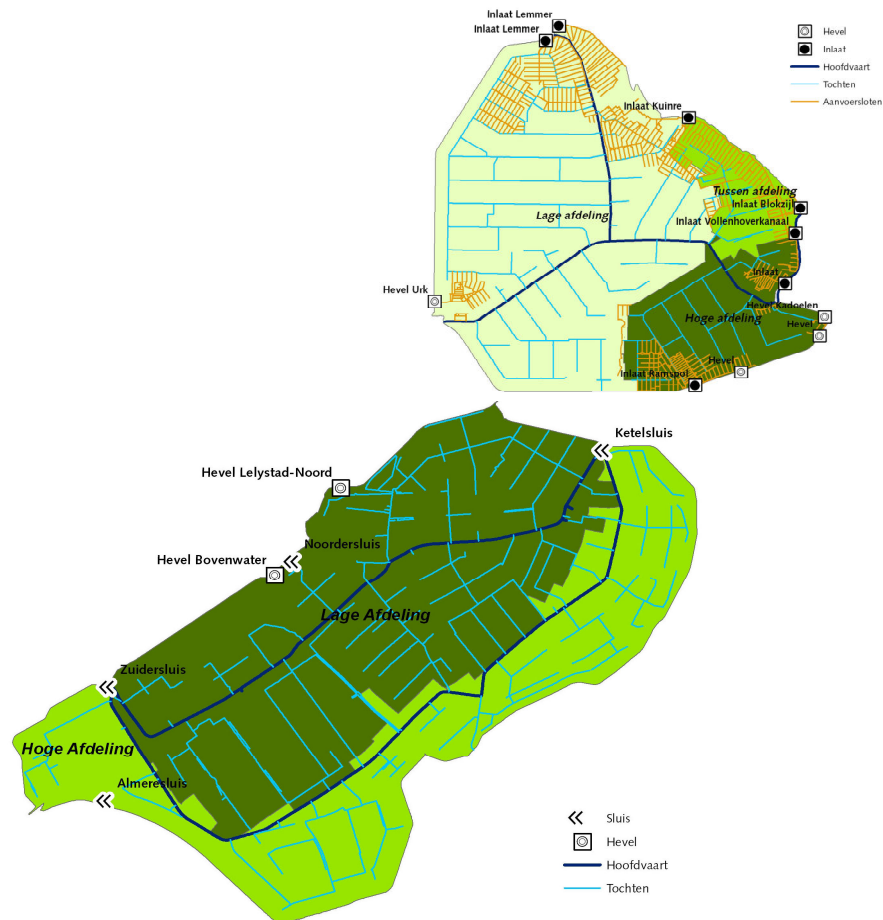 Inlaat Lemmer
Inlaat Lemmer
Hevel
Inlaat
Hoofdvaart
Tochten
Aanvoersloten
Inlaat Kuinre
Tussen afdeling
Inlaat Blokzijl
Lage afdeling
Inlaat Vollenhoverkanaal
Inlaat
Hevel Urk
Hevel Kadoelen
Hoge afdeling
Hevel
Hevel
Inlaat Ramspol
Ketelsluis
Hevel Lelystad-Noord
Noordersluis
Hevel Bovenwater
Lage Afdeling
Zuidersluis
Hoge Afdeling
Almeresluis
Sluis
Hevel
Hoofdvaart
Tochten